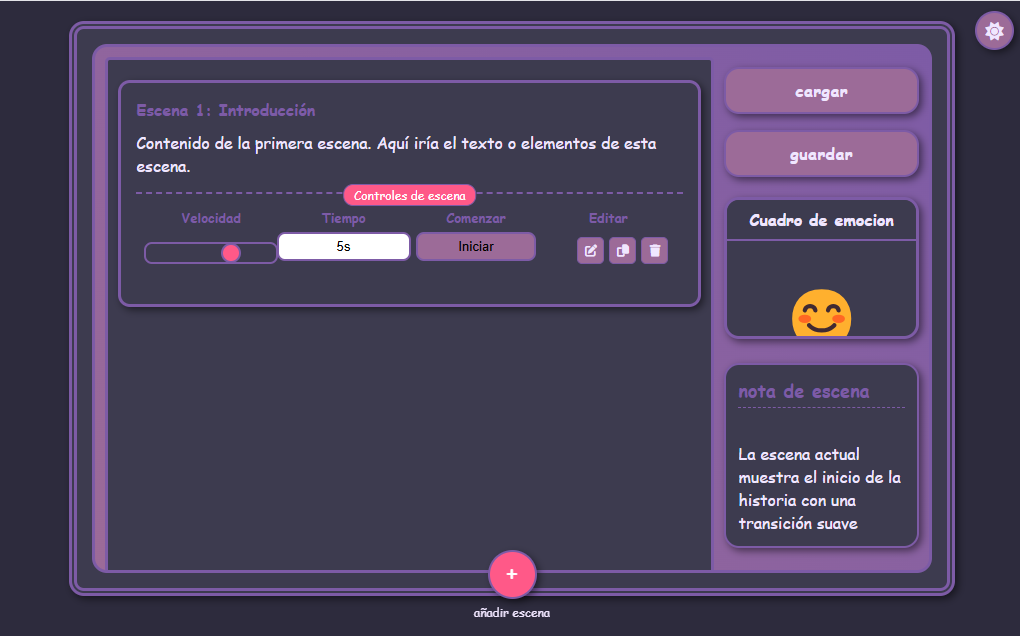 Escena 1: Introducción
Contenido de la primera escena. Aquí iría el texto o elementos de esta
escena.
Controles de escena
Velocidad
Tiempo
Comenzar
Editar
5s
Iniciar
cargar
guardar
Cuadro de emocion
nota de escena
La escena actual
muestra el inicio de la
historia con una
transición suave
+
añadir escena